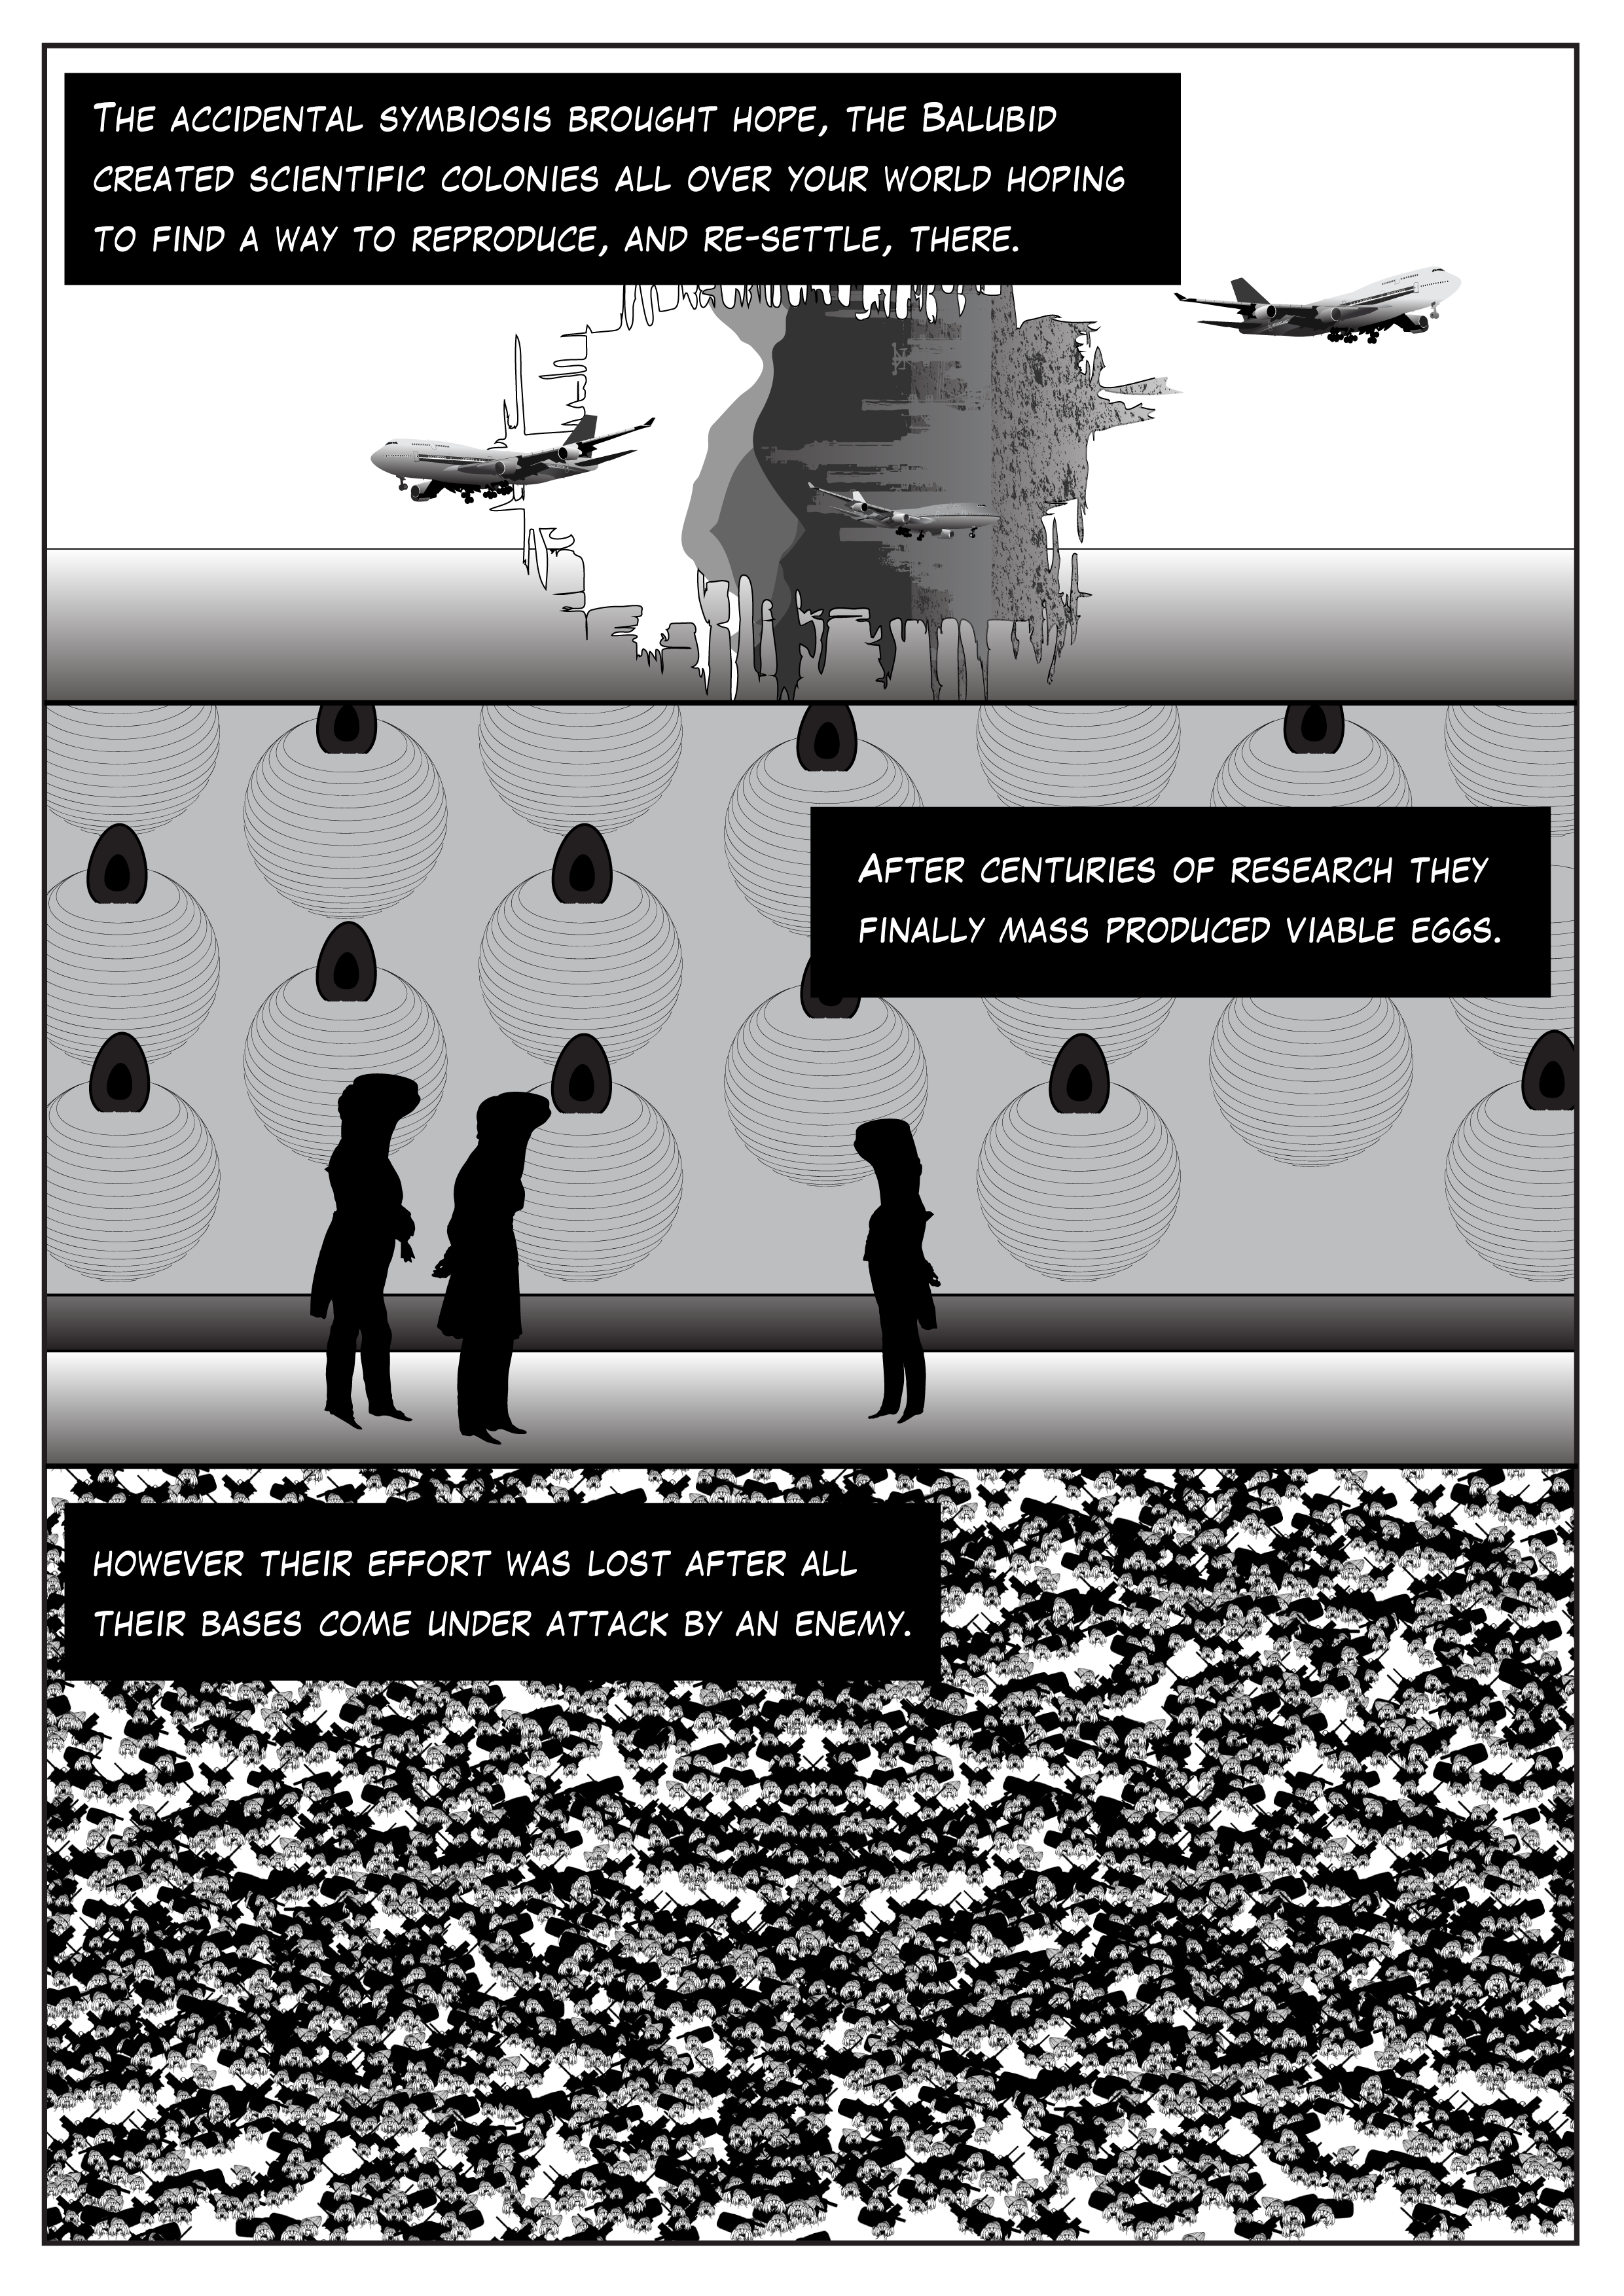 The accidental symbiosis brought hope, the Balubid
created scientific colonies all over your world hoping
to find a way to reproduce, and re-settle, there.
After centuries of research they
finally mass produced viable eggs.
however their effort was lost after all
their bases come under attack by an enemy.